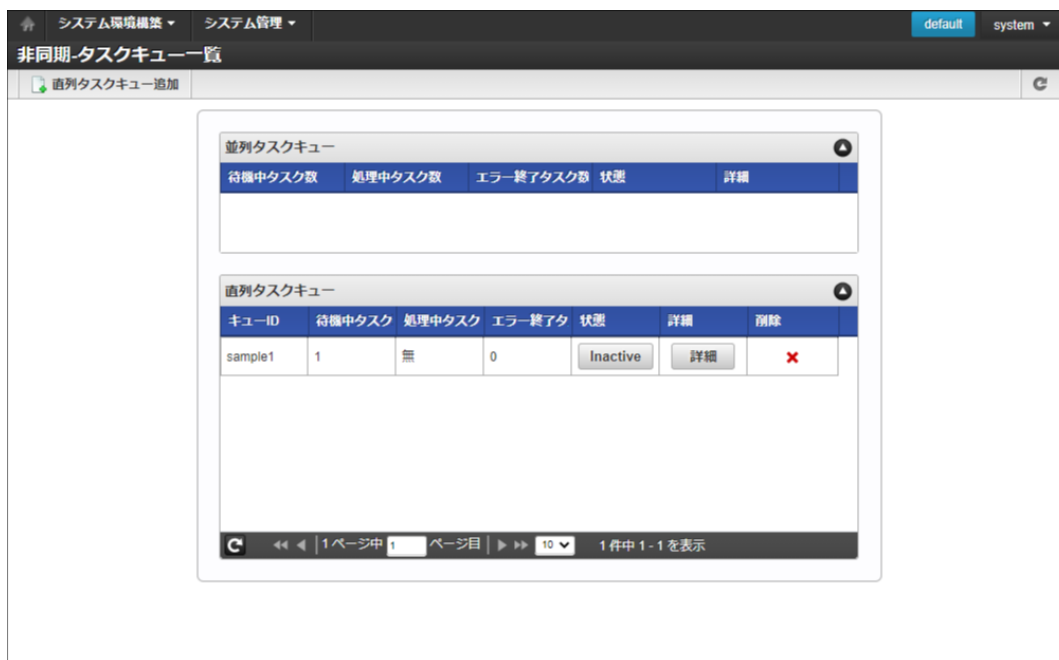 システム環境構築 システム管理 default system
非同期-タスクキュー一覧
直列タスクキュー追加
並列タスクキュー
待機中タスク数 処理中タスク数 エラー終了タスク数 状態 詳細
直列タスクキュー
キューID 待機中タスク 処理中タスク エラー終了タ 状態 詳細 削除
sample1 1 無 0 Inactive 詳細
1 ページ中 1 ページ目 10 1 件中 1 - 1 を表示